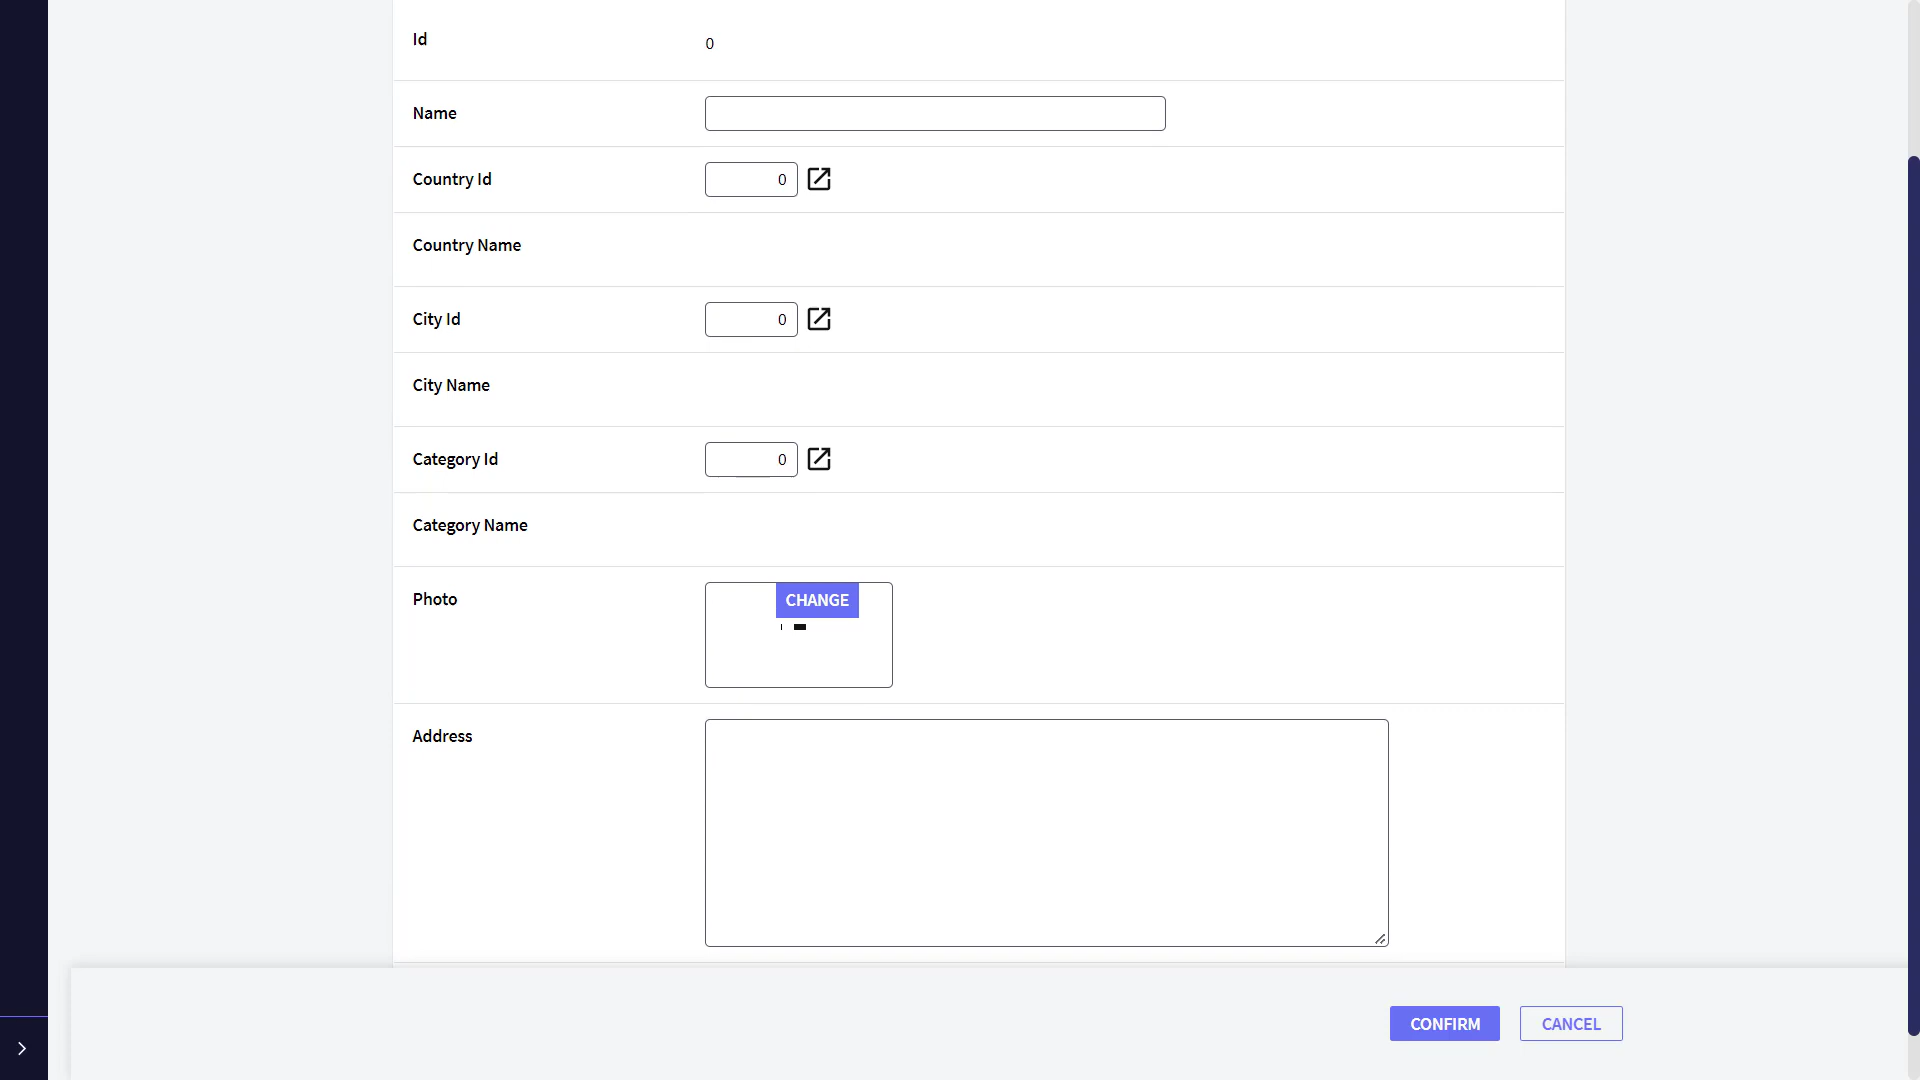 Id
0
Name
Country Id
0
Country Name
City Id
0
City Name
Category Id
0
Category Name
Photo
CHANGE
Address
CONFIRM
CANCEL